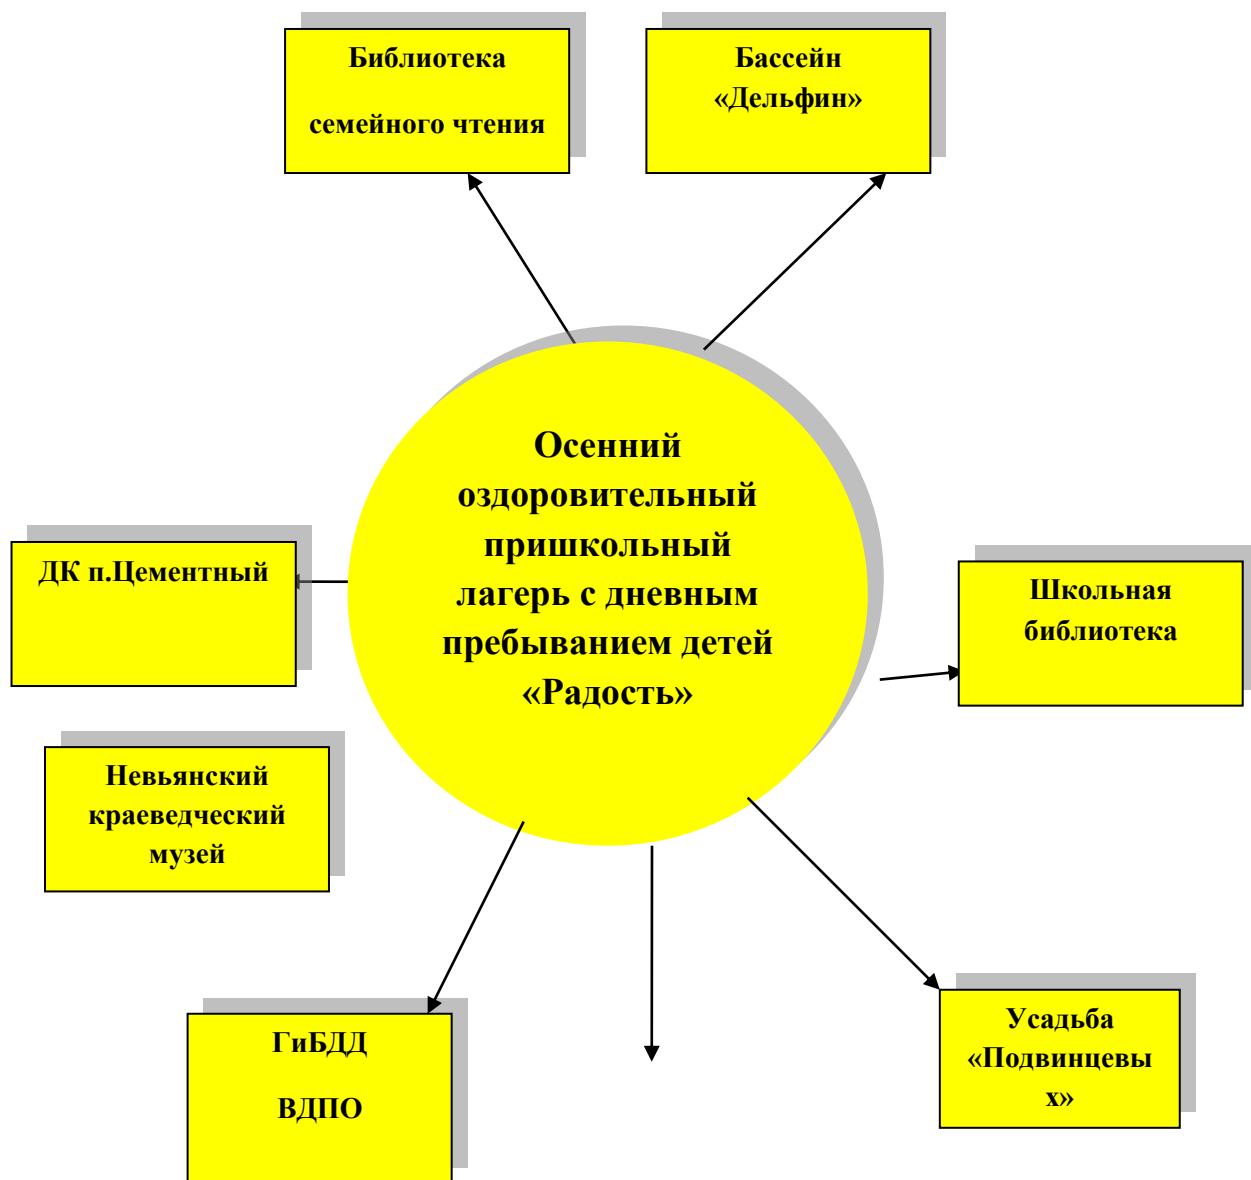 Библиотека
семейного чтения
Бассейн
«Дельфин»
Осенний
оздоровительный
пришкольный
лагерь с дневным
пребыванием детей
«Радость»
ДК п.Цементный
Школьная
библиотека
Невьянский
краеведческий
музей
ГиБДД
ВДПО
Усадьба
«Подвинцевы
х»